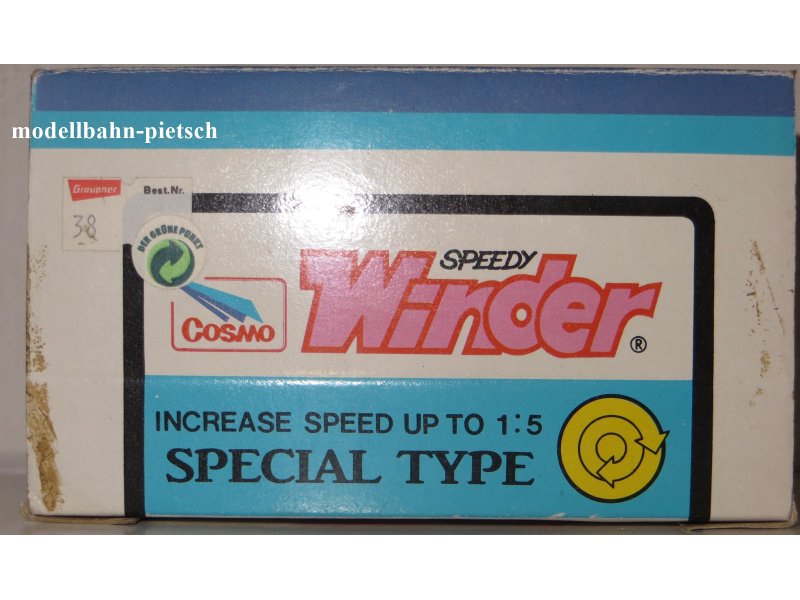 modellbahn-pietsch
Graupner Best.Nr.
38
DER GRÜNE PUNKT
SPEEDY
Winder ®
COSMO
INCREASE SPEED UP TO 1:5
SPECIAL TYPE